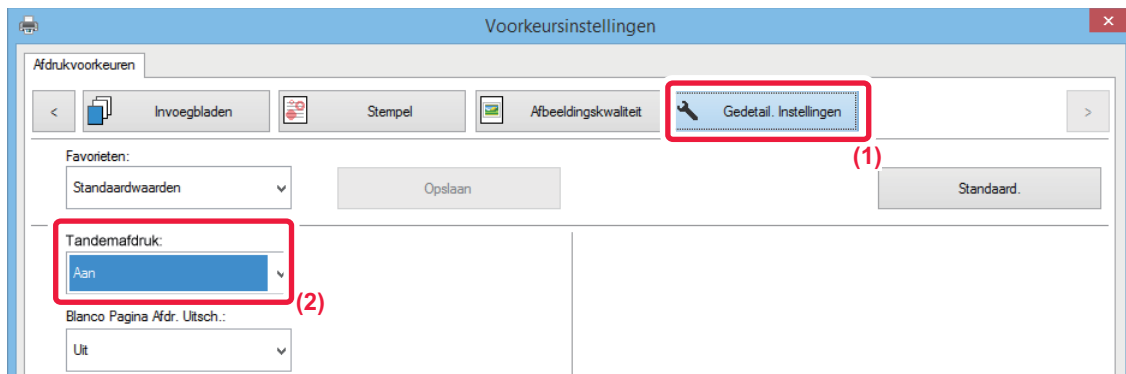 Voorkeursinstellingen
Afdrukvoorkeuren
< Invoegbladen Stempel Afbeeldingskwaliteit Gedetail. Instellingen >
(1)
Favorieten:
Standaardwaarden Opslaan Standaard.
Tandemafdruk:
Aan
(2)
Blanco Pagina Afdr. Uitsch.:
Uit